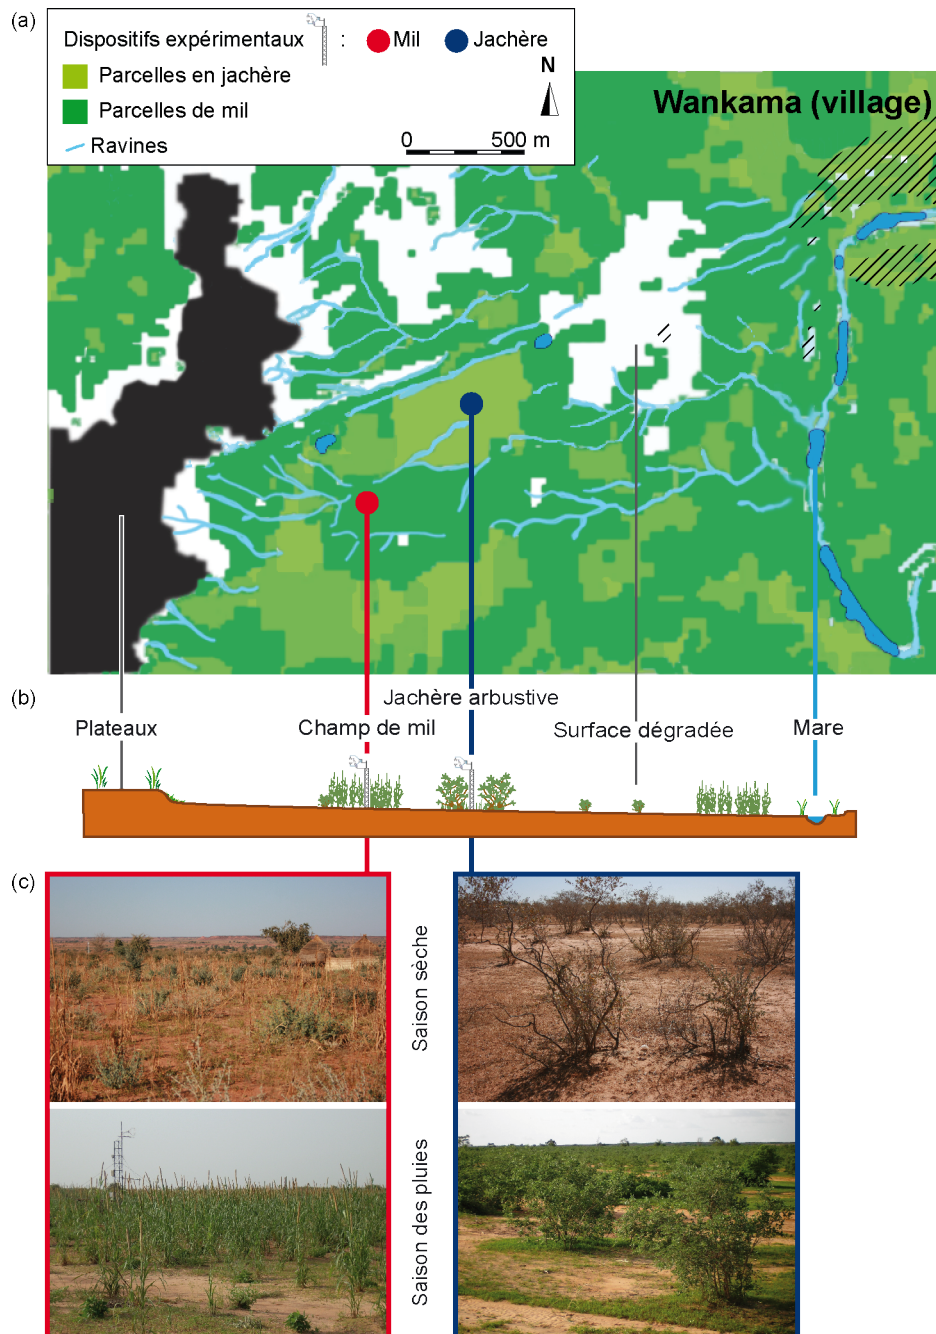 (a)
Dispositifs expérimentaux : Mil Jachère
Parcelles en jachère
Parcelles de mil
Ravines
N
0 500 m
Wankama (village)
(b)
Jachère arbustive
Plateaux
Champ de mil
Surface dégradée
Mare
(c)
Saison sèche
Saison des pluies